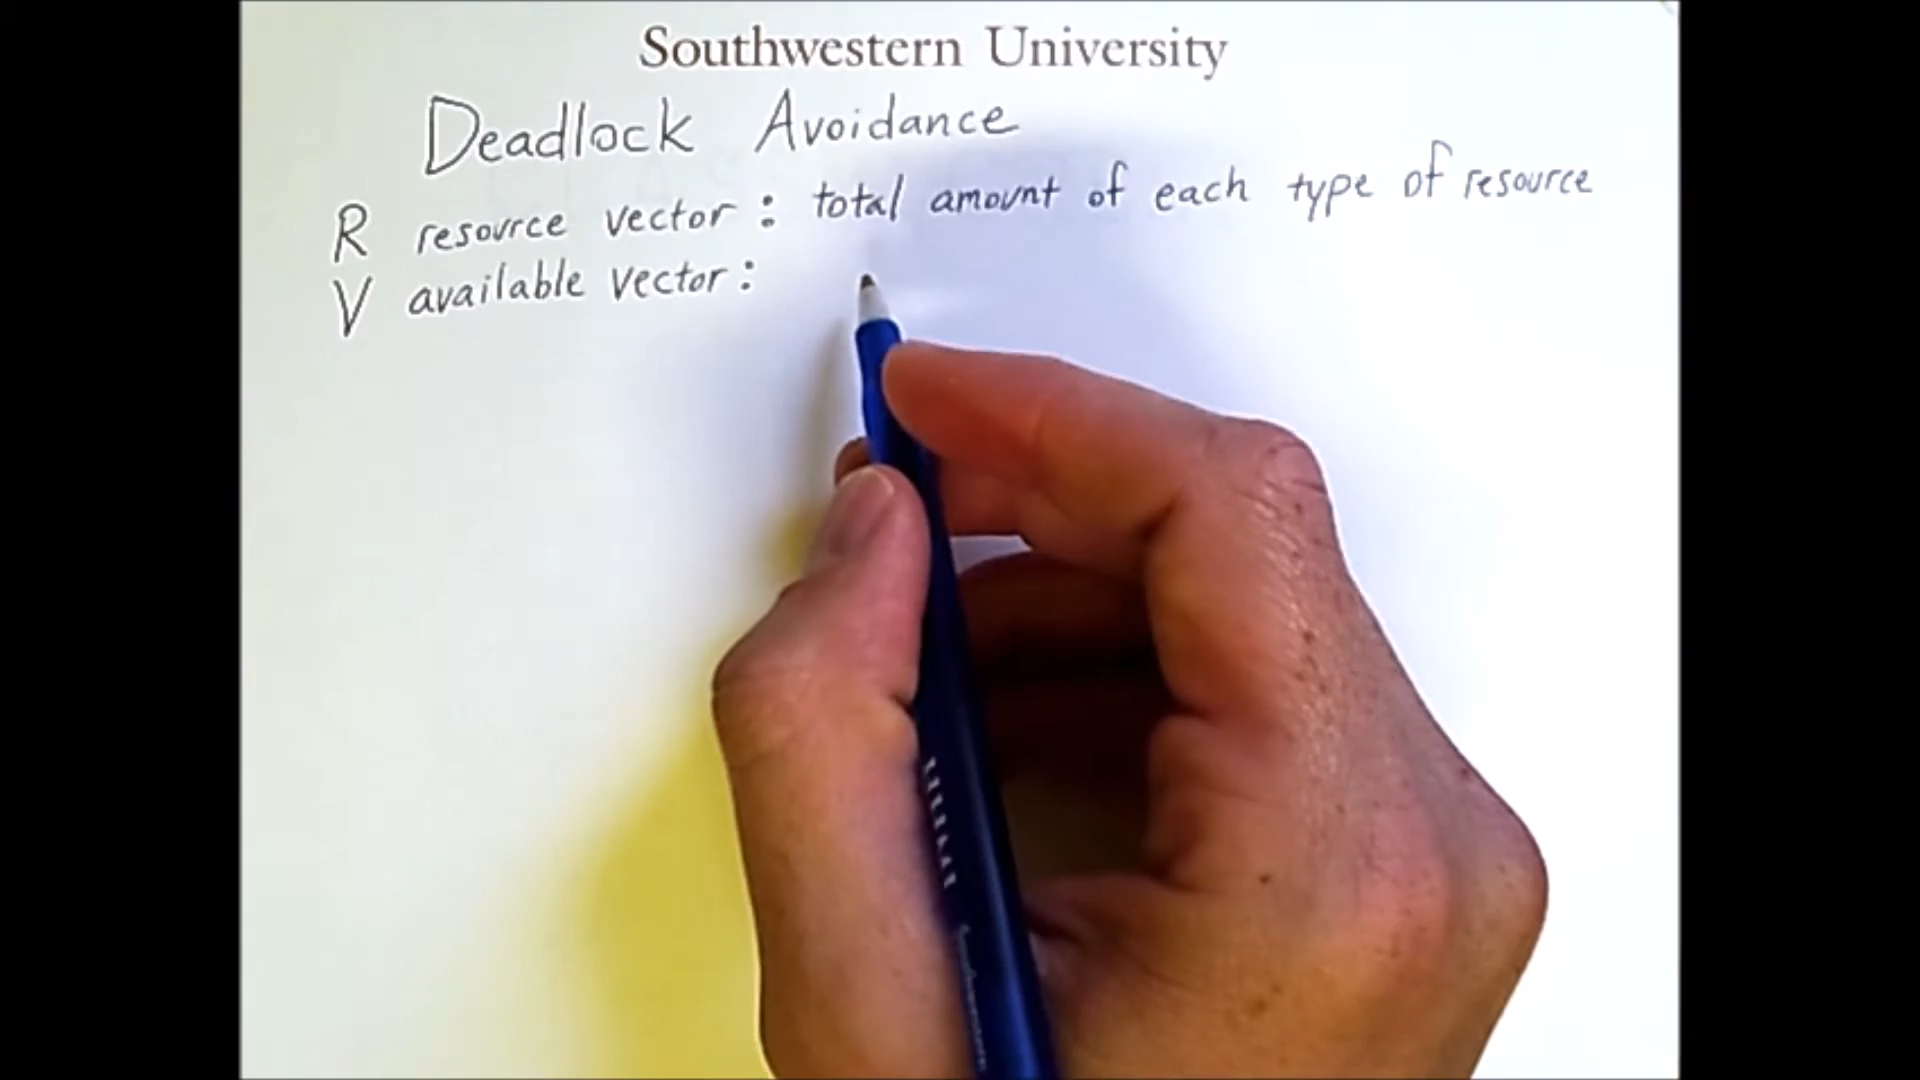 Southwestern University
Deadlock Avoidance
R resource vector: total amount of each type of resource
V available vector: